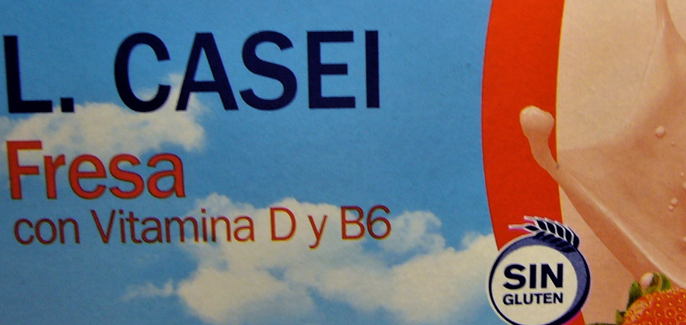 L. CASEI
Fresa
con Vitamina D y B6
SIN
GLUTEN